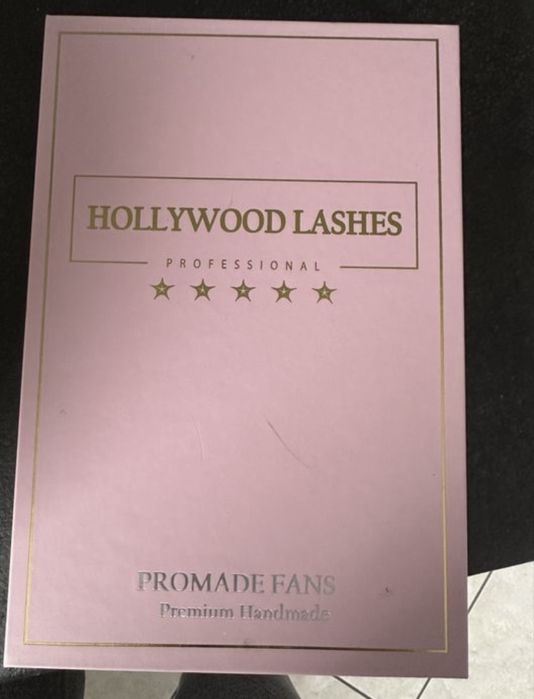 HOLLYWOOD LASHES
PROFESSIONAL
PROMADE FANS
Premium Handmade